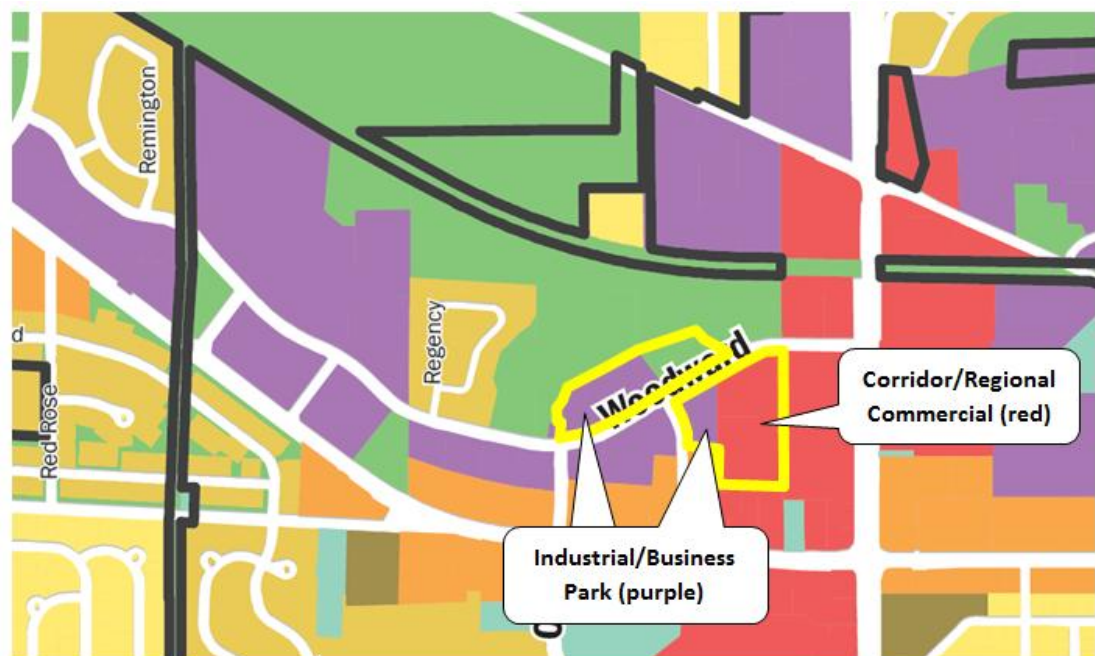 Remington
Regency
Woodward
d
Red Rose
Corridor/Regional
Commercial (red)
Industrial/Business
Park (purple)